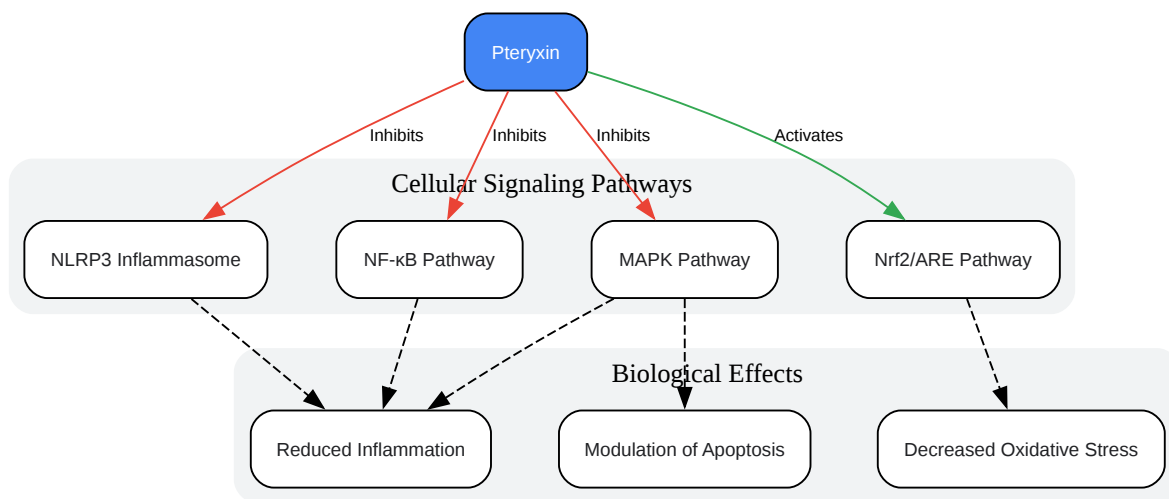 Pteryxin
Inhibits
Inhibits
Inhibits
Activates
Cellular Signaling Pathways
NLRP3 Inflammasome
NF-κB Pathway
MAPK Pathway
Nrf2/ARE Pathway
Biological Effects
Reduced Inflammation
Modulation of Apoptosis
Decreased Oxidative Stress